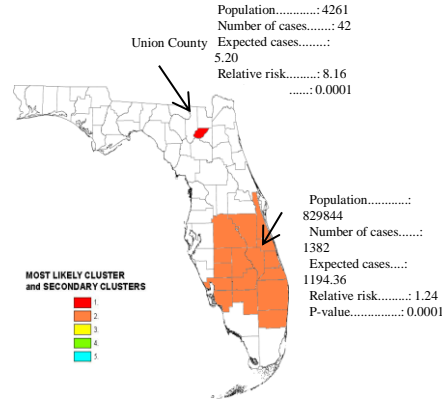 Population............: 4261
Number of cases.......: 42
Union County
Expected cases........:
5.20
Relative risk.........: 8.16
......: 0.0001
Population............:
829844
Number of cases......:
1382
Expected cases....:
1194.36
Relative risk.........: 1.24
P-value...............: 0.0001
MOST LIKELY CLUSTER
and SECONDARY CLUSTERS
1.
2.
3.
4.
5.